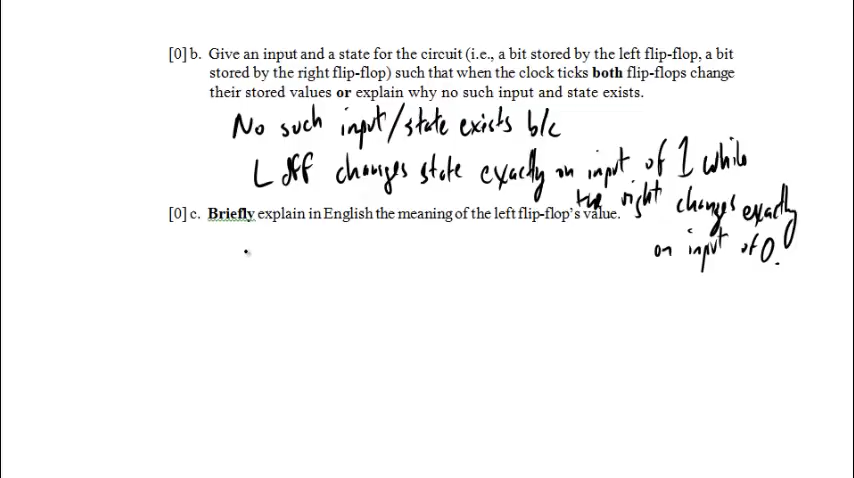 [0] b. Give an input and a state for the circuit (i.e., a bit stored by the left flip-flop, a bit
stored by the right flip-flop) such that when the clock ticks both flip-flops change
their stored values or explain why no such input and state exists.
No such input/state exists b/c
L DFF changes state exactly on input of 1 while
the right changes exactly
on input of 0.
[0] c. Briefly explain in English the meaning of the left flip-flop's value.